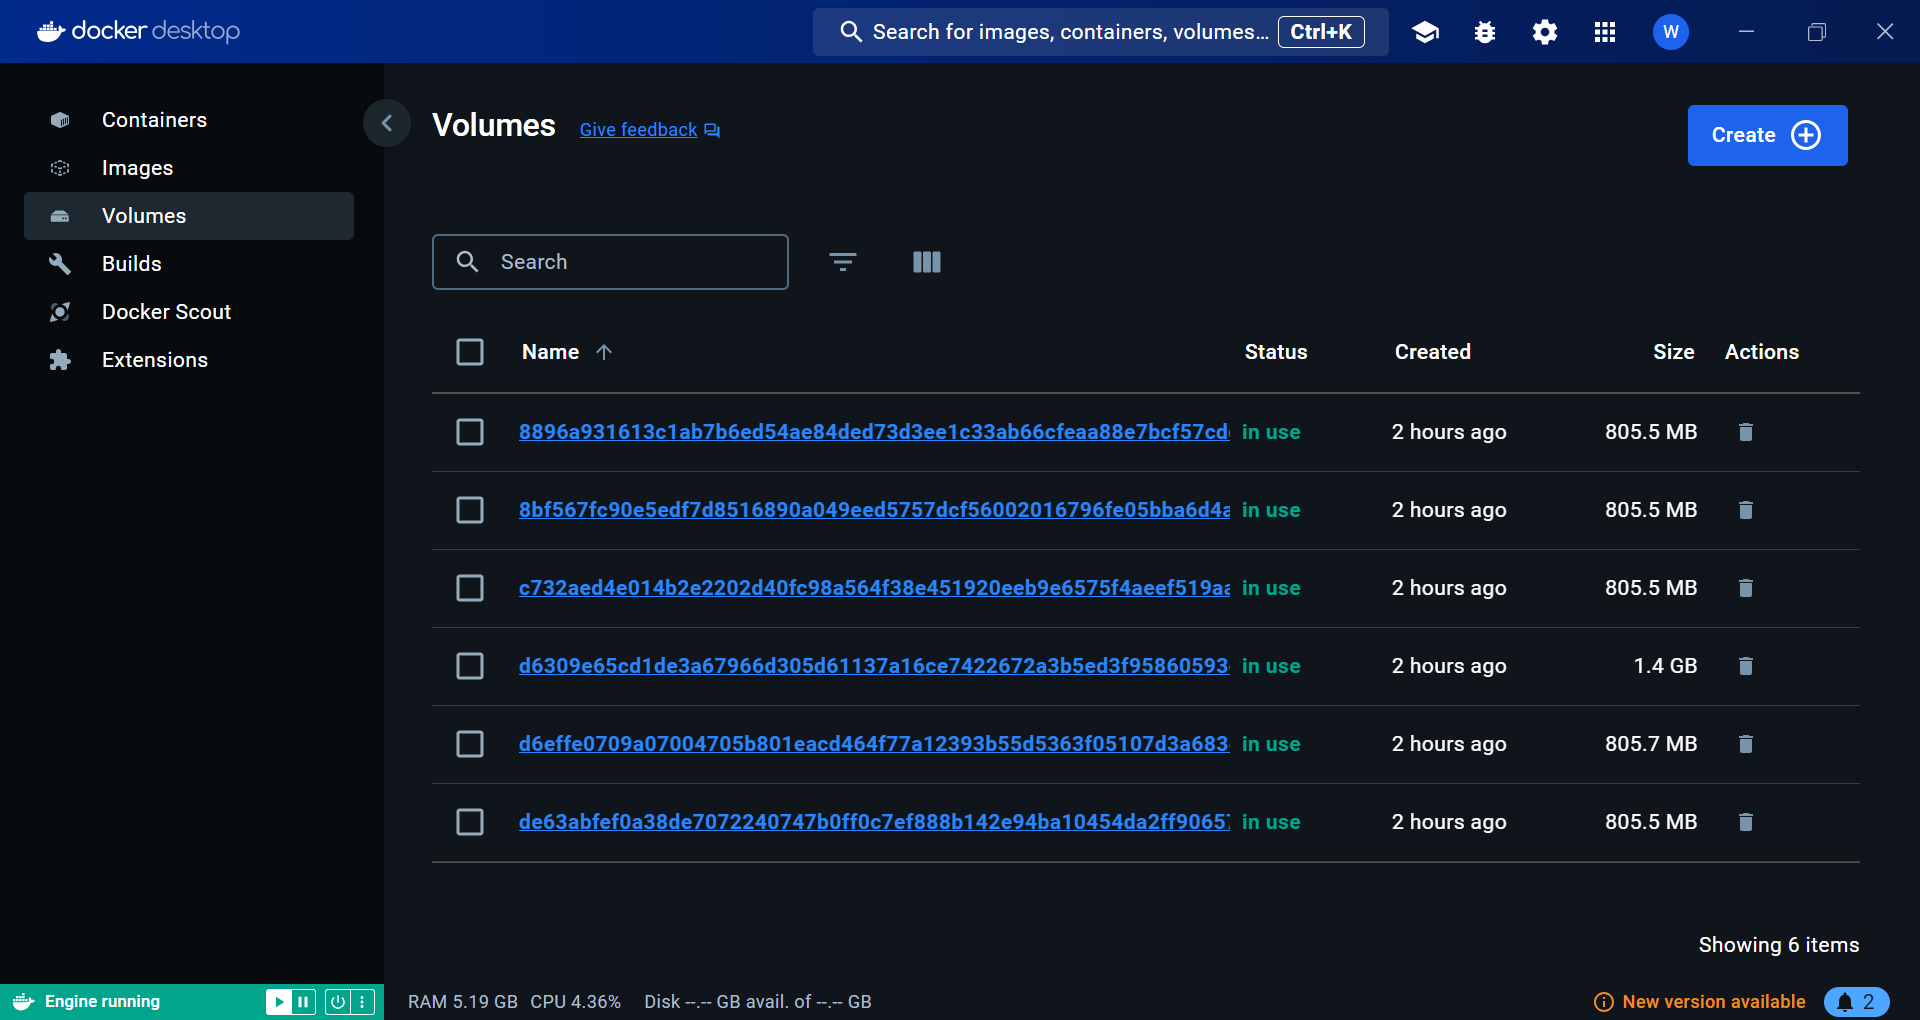 docker desktop
Search for images, containers, volumes... Ctrl+K
W
Containers
Images
Volumes
Builds
Docker Scout
Extensions
Volumes Give feedback
Create
Search
Name Status Created Size Actions
8896a931613c1ab7b6ed54ae84ded73d3ee1c33ab66cfeaa88e7bcf57cd in use 2 hours ago 805.5 MB
8bf567fc90e5edf7d8516890a049eed5757dcf56002016796fe05bba6d4a in use 2 hours ago 805.5 MB
c732aed4e014b2e2202d40fc98a564f38e451920eeb9e6575f4aeef519aa in use 2 hours ago 805.5 MB
d6309e65cd1de3a67966d305d61137a16ce7422672a3b5ed3f95860593 in use 2 hours ago 1.4 GB
d6effe0709a07004705b801eacd464f77a12393b55d5363f05107d3a683 in use 2 hours ago 805.7 MB
de63abfef0a38de7072240747b0ff0c7ef888b142e94ba10454da2ff90657 in use 2 hours ago 805.5 MB
Showing 6 items
Engine running
RAM 5.19 GB CPU 4.36% Disk --.-- GB avail. of --.-- GB
New version available 2